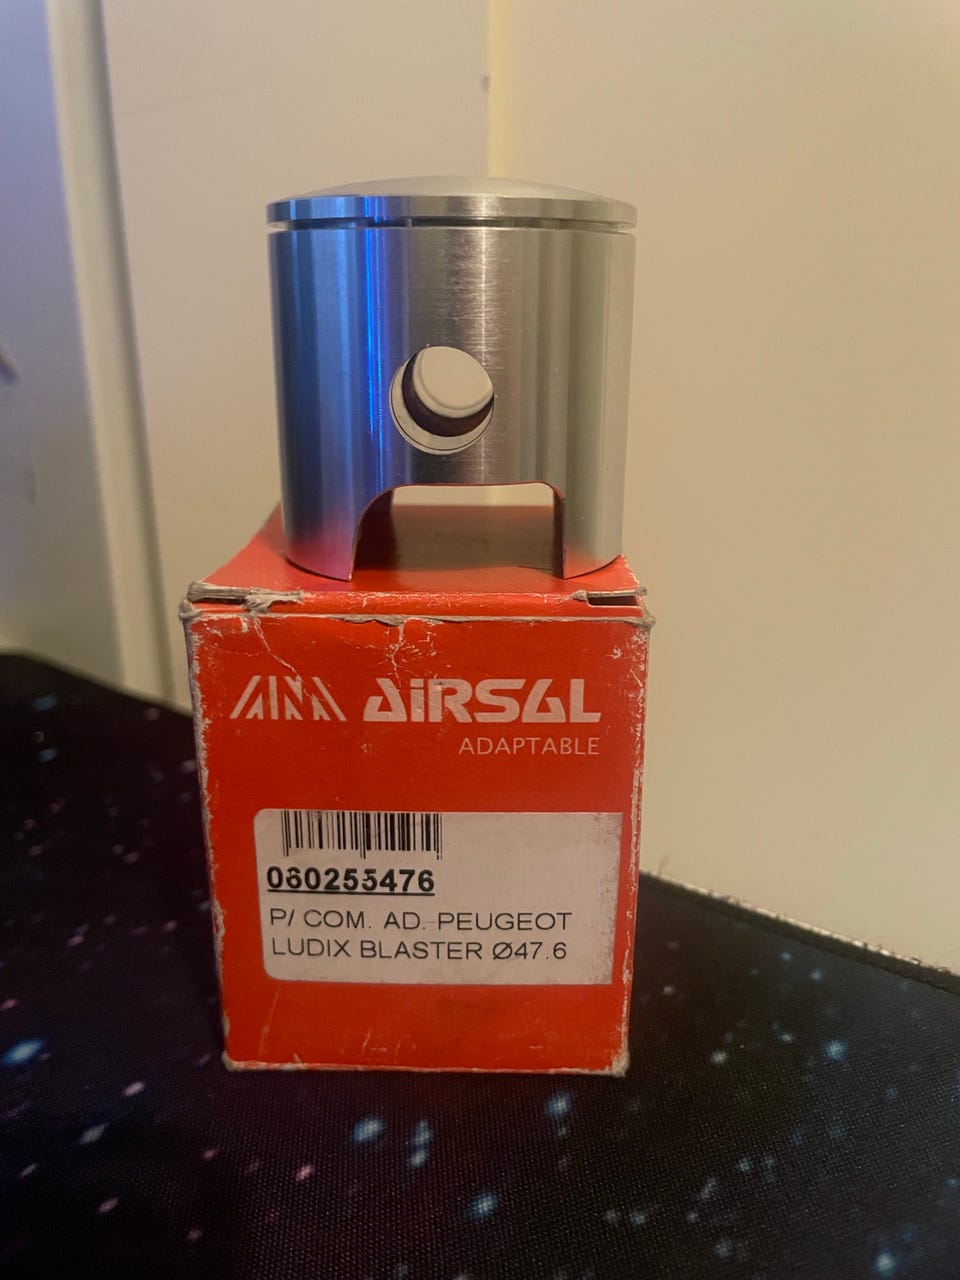 AiRSAL
ADAPTABLE
060255476
P/ COM. AD. PEUGEOT
LUDIX BLASTER Ø47.6